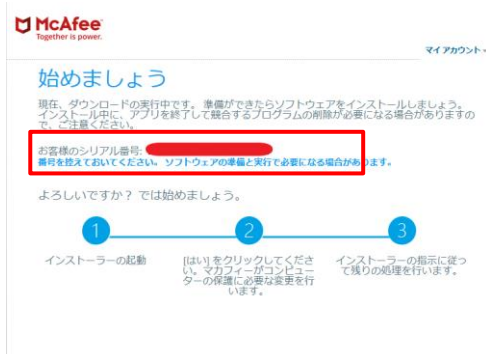 McAfee
Together is power.
マイ アカウント
始めましょう
現在、ダウンロードの実行中です。準備ができたらソフトウェアをインストールしましょう。
インストール中に、アプリを終了して競合するプログラムの削除が必要になる場合がありますの
で、ご注意ください。
お客様のシリアル番号:
番号を控えておいてください。ソフトウェアの準備と実行で必要になる場合があります。
よろしいですか? では始めましょう。
1
2
3
インストーラーの起動
[はい] をクリックしてくださ
い。マカフィーがコンピュー
ターの保護に必要な変更を行
います。
インストーラーの指示に従っ
て残りの処理を行います。